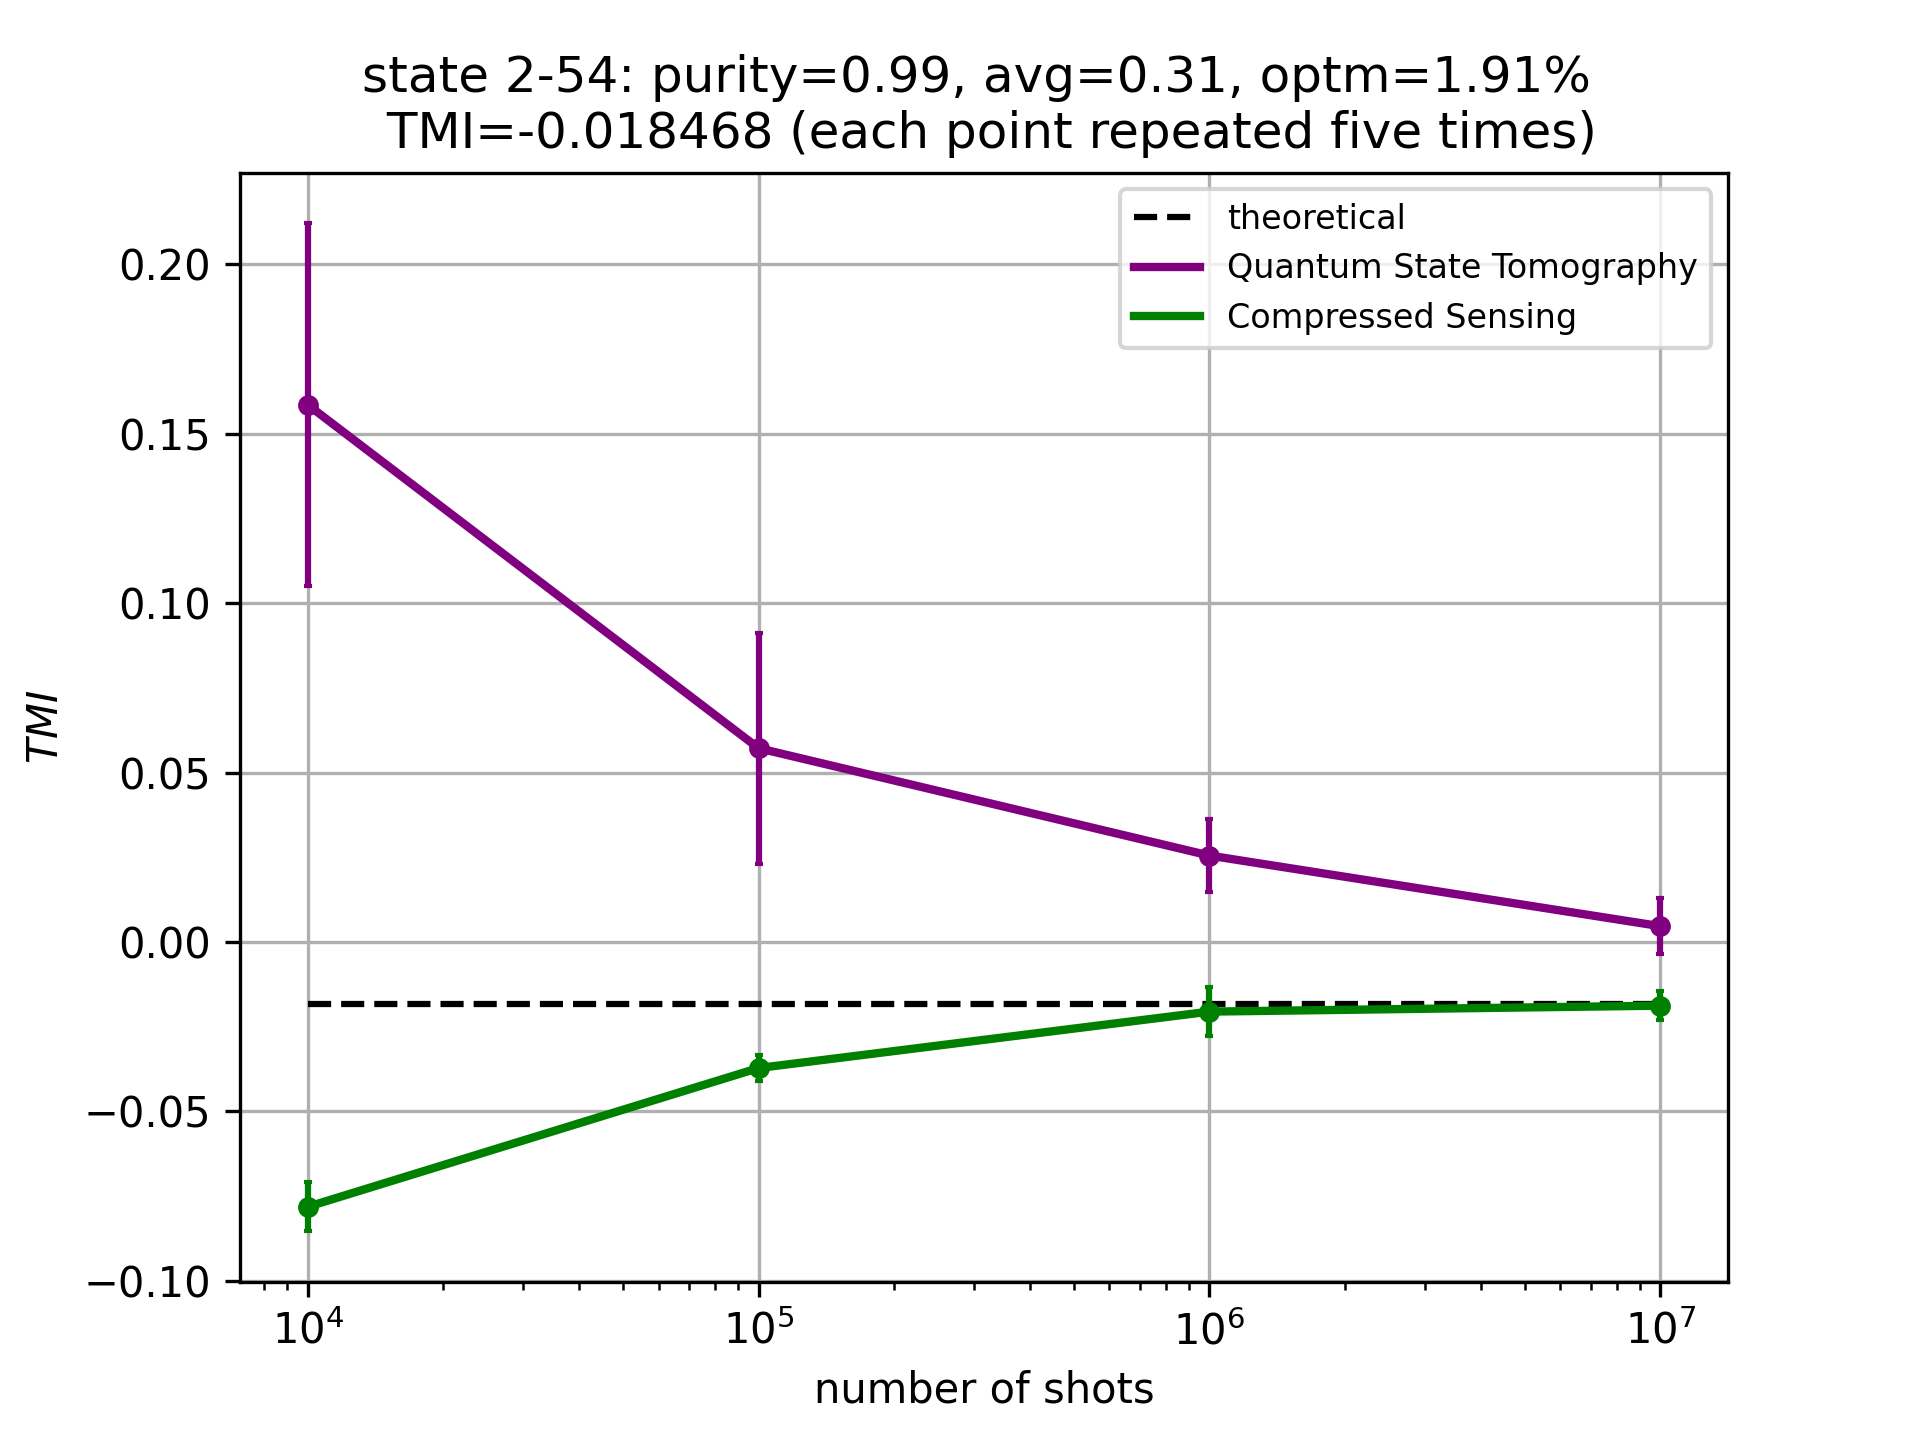 state 2-54: purity=0.99, avg=0.31, optm=1.91%
TMI=-0.018468 (each point repeated five times)
theoretical
Quantum State Tomography
Compressed Sensing
0.20
0.15
0.10
0.05
0.00
−0.05
−0.10
TMI
10⁴
10⁵
10⁶
10⁷
number of shots